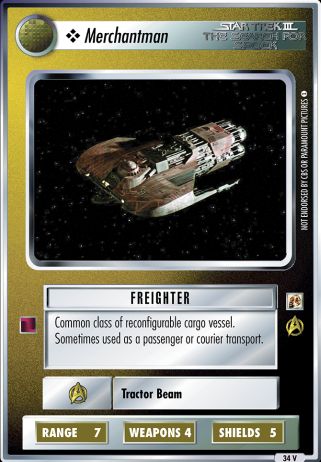 ❖ Merchantman
STAR TREK III
THE SEARCH FOR
SPOCK
NOT ENDORSED BY CBS OR PARAMOUNT PICTURES
FREIGHTER
Common class of reconfigurable cargo vessel.
Sometimes used as a passenger or courier transport.
Tractor Beam
RANGE 7 WEAPONS 4 SHIELDS 5
34 V